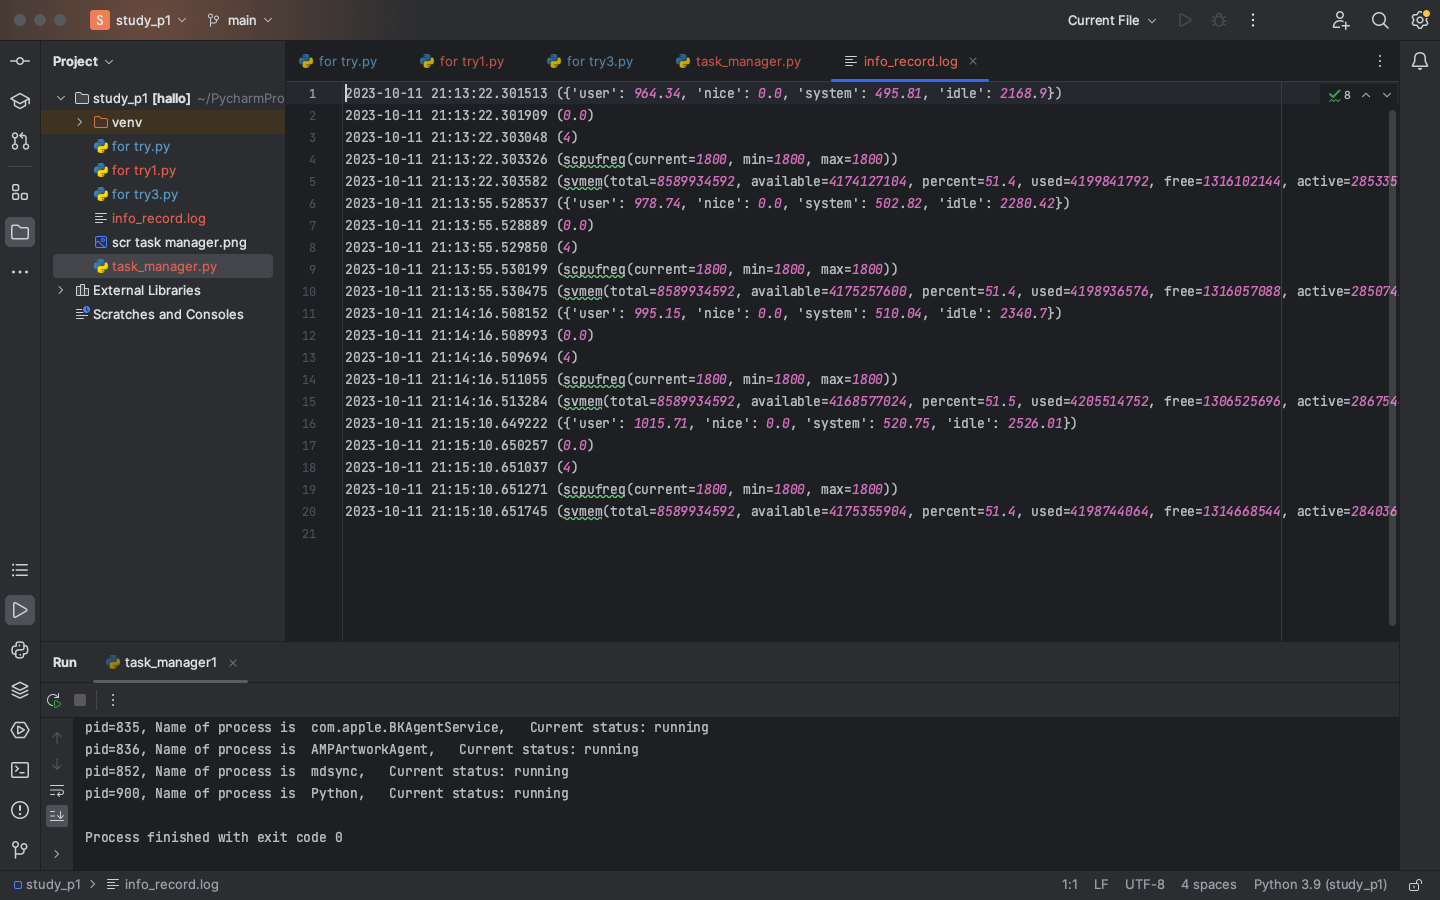 S study_p1 main Current File
Project
study_p1 [hallo] ~/PycharmPro
venv
for try.py
for try1.py
for try3.py
info_record.log
scr task manager.png
task_manager.py
External Libraries
Scratches and Consoles
for try.py for try1.py for try3.py task_manager.py info_record.log
8
1 2023-10-11 21:13:22.301513 ({'user': 964.34, 'nice': 0.0, 'system': 495.81, 'idle': 2168.9})
2 2023-10-11 21:13:22.301909 (0.0)
3 2023-10-11 21:13:22.303048 (4)
4 2023-10-11 21:13:22.303326 (scpufreq(current=1800, min=1800, max=1800))
5 2023-10-11 21:13:22.303582 (svmem(total=8589934592, available=4174127104, percent=51.4, used=4199841792, free=1316102144, active=285335
6 2023-10-11 21:13:55.528537 ({'user': 978.74, 'nice': 0.0, 'system': 502.82, 'idle': 2280.42})
7 2023-10-11 21:13:55.528889 (0.0)
8 2023-10-11 21:13:55.529850 (4)
9 2023-10-11 21:13:55.530199 (scpufreq(current=1800, min=1800, max=1800))
10 2023-10-11 21:13:55.530475 (svmem(total=8589934592, available=4175257600, percent=51.4, used=4198936576, free=1316057088, active=285074
11 2023-10-11 21:14:16.508152 ({'user': 995.15, 'nice': 0.0, 'system': 510.04, 'idle': 2340.7})
12 2023-10-11 21:14:16.508993 (0.0)
13 2023-10-11 21:14:16.509694 (4)
14 2023-10-11 21:14:16.511055 (scpufreq(current=1800, min=1800, max=1800))
15 2023-10-11 21:14:16.513284 (svmem(total=8589934592, available=4168577024, percent=51.5, used=4205514752, free=1306525696, active=286754
16 2023-10-11 21:15:10.649222 ({'user': 1015.71, 'nice': 0.0, 'system': 520.75, 'idle': 2526.01})
17 2023-10-11 21:15:10.650257 (0.0)
18 2023-10-11 21:15:10.651037 (4)
19 2023-10-11 21:15:10.651271 (scpufreq(current=1800, min=1800, max=1800))
20 2023-10-11 21:15:10.651745 (svmem(total=8589934592, available=4175355904, percent=51.4, used=4198744064, free=1314668544, active=284036
21
Run task_manager1
pid=835, Name of process is  com.apple.BKAgentService,   Current status: running
pid=836, Name of process is  AMPArtworkAgent,   Current status: running
pid=852, Name of process is  mdsync,   Current status: running
pid=900, Name of process is  Python,   Current status: running
Process finished with exit code 0
study_p1 info_record.log 1:1 LF UTF-8 4 spaces Python 3.9 (study_p1)